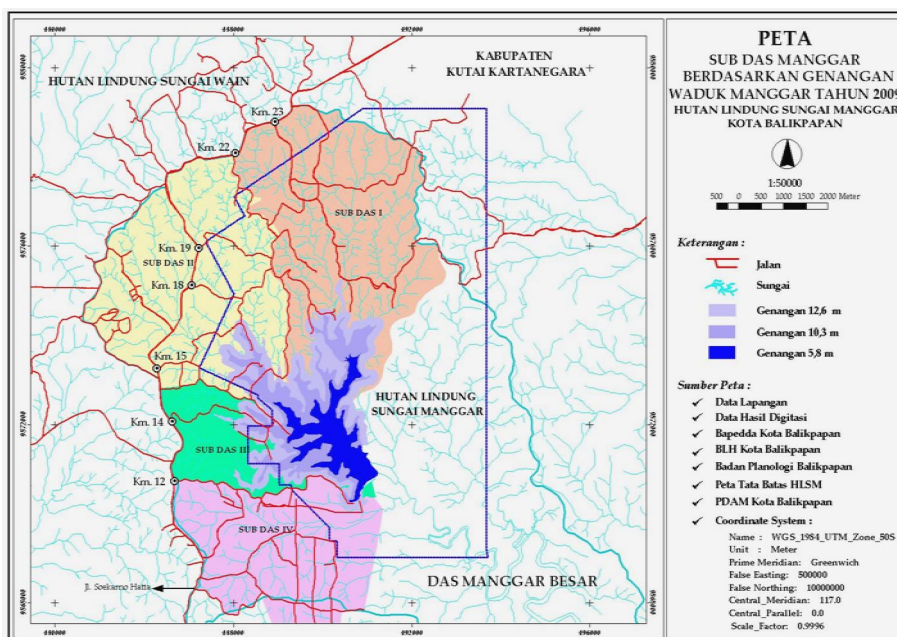 HUTAN LINDUNG SUNGAI WAIN
KABUPATEN
KUTAI KARTANEGARA
Km. 23
Km. 22
SUB DAS I
Km. 19
SUB DAS II
Km. 18
Km. 15
HUTAN LINDUNG
SUNGAI MANGGAR
Km. 14
SUB DAS III
Km. 12
SUB DAS IV
Jl. Soekarno Hatta
DAS MANGGAR BESAR
992000
996000
992000
996000
PETA
SUB DAS MANGGAR
BERDASARKAN GENANGAN
WADUK MANGGAR TAHUN 2009
HUTAN LINDUNG SUNGAI MANGGAR
KOTA BALIKPAPAN
1:50000
500 0 500 1000 1500 2000 Meter
Keterangan :
Jalan
Sungai
Genangan 12,6 m
Genangan 10,3 m
Genangan 5,8 m
Sumber Peta :
Data Lapangan
Data Hasil Digitasi
Bapedda Kota Balikpapan
BLH Kota Balikpapan
Badan Planologi Balikpapan
Peta Tata Batas HLSM
PDAM Kota Balikpapan
Coordinate System :
Name : WGS_1984_UTM_Zone_50S
Unit : Meter
Prime Meridian: Greenwich
False Easting: 500000
False Northing: 10000000
Central_Meridian: 117.0
Central_Parallel: 0.0
Scale_Factor: 0.9996